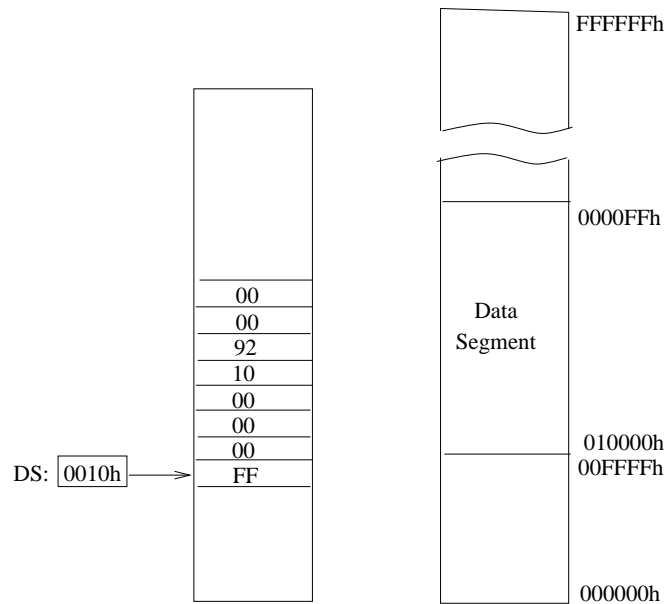 FFFFFFh
0000FFh
00
00
92
10
00
00
00
DS: 0010h FF
Data
Segment
010000h
00FFFFh
000000h